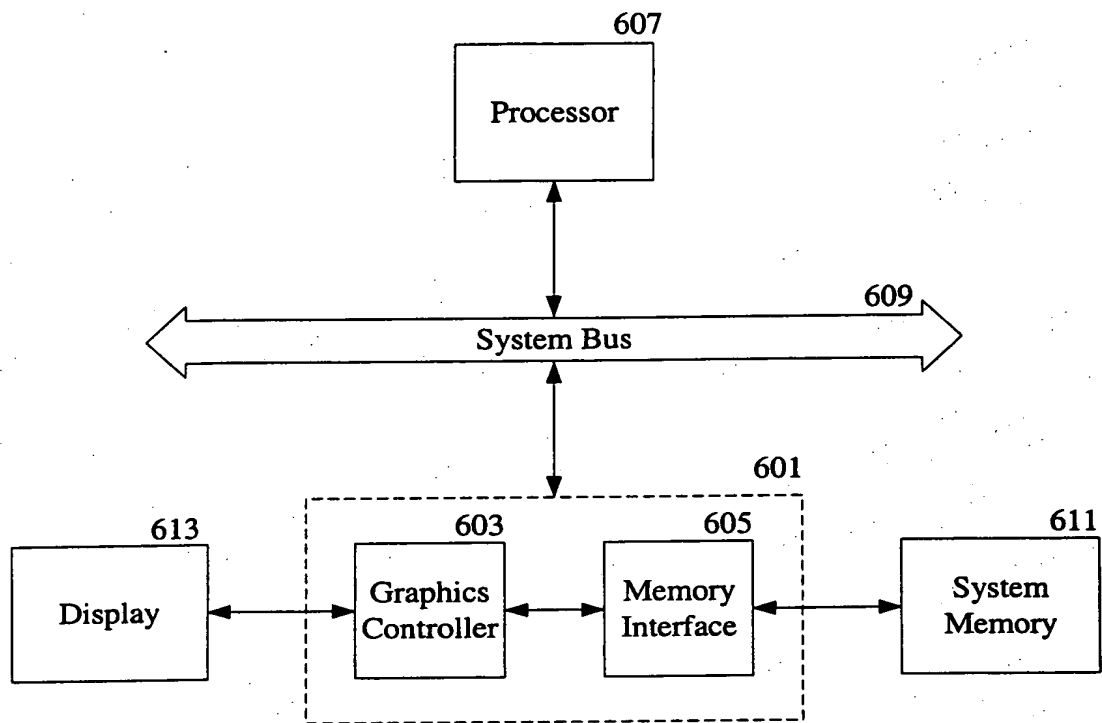 607
Processor
609
System Bus
601
613
603
605
611
Display
Graphics
Controller
Memory
Interface
System
Memory